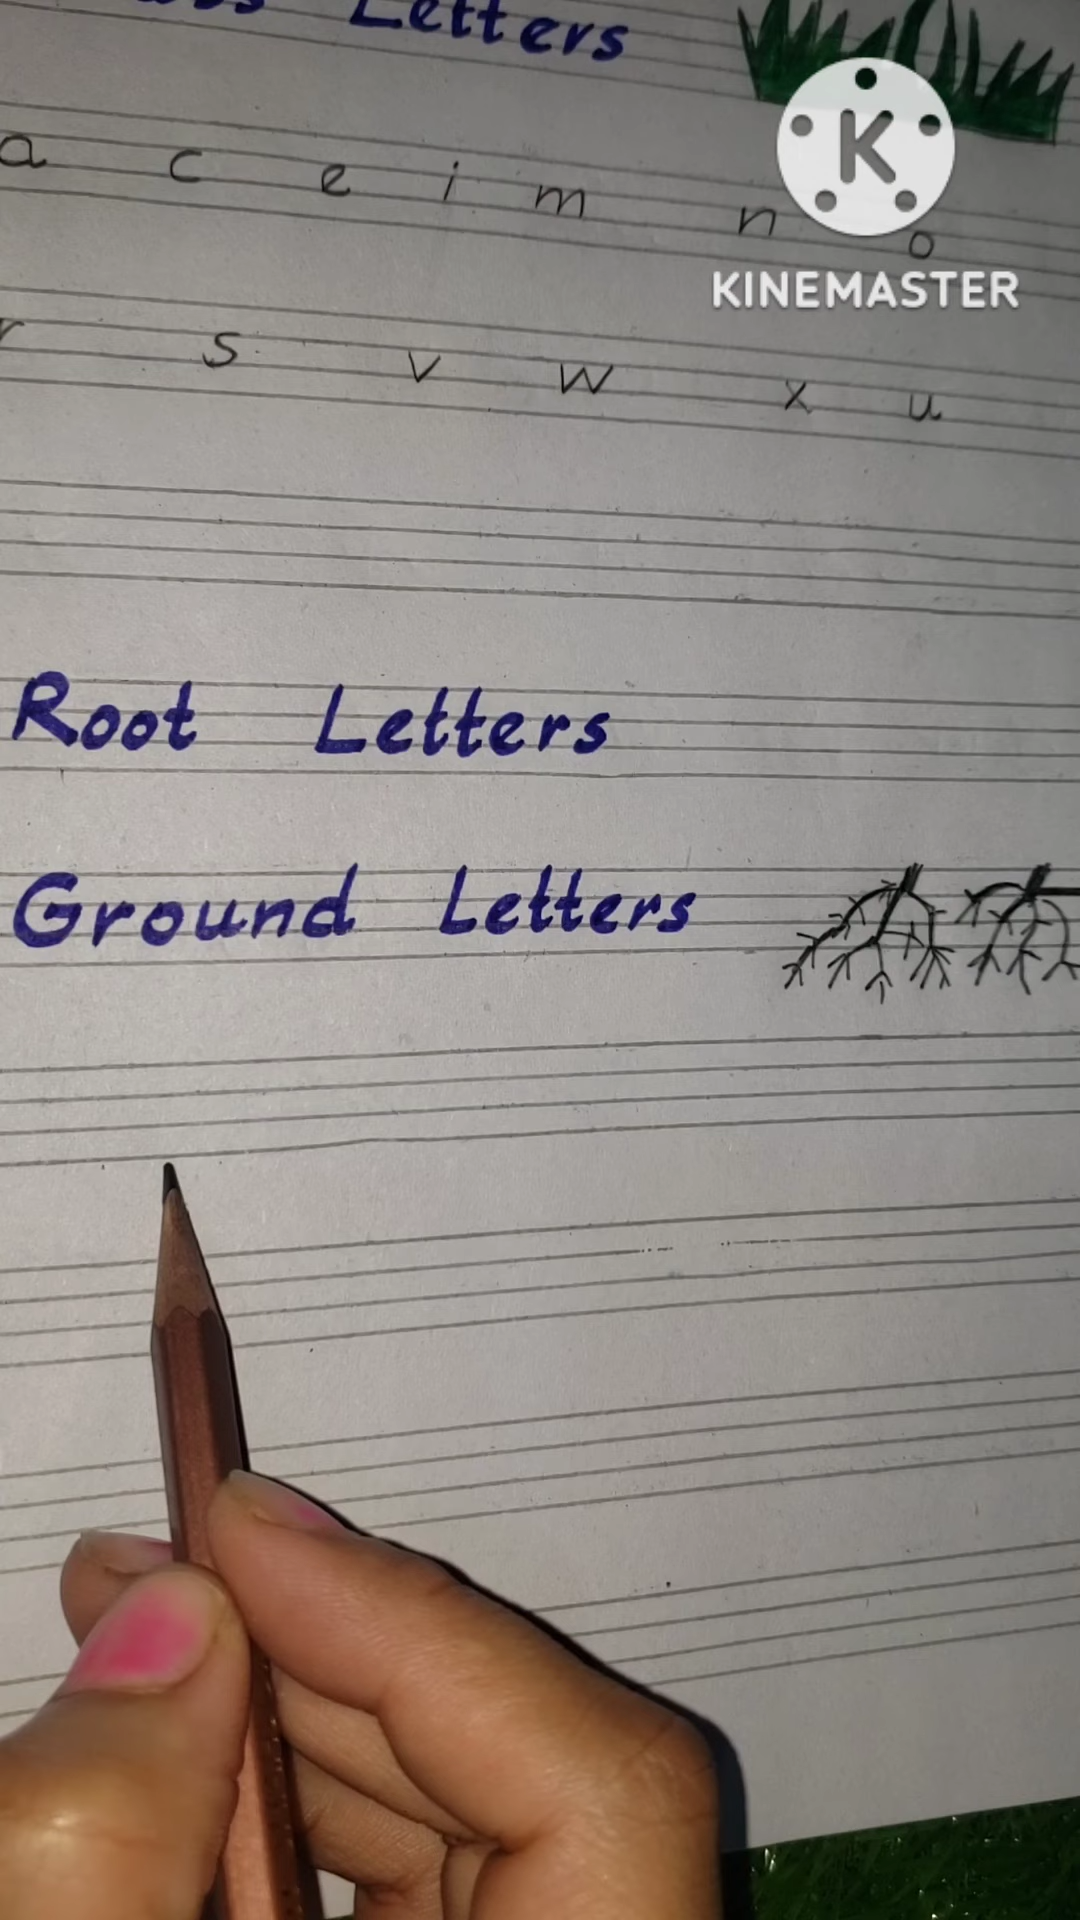 Letters
a c e i m n o
K
KINEMASTER
r s v w x u
Root Letters
Ground Letters